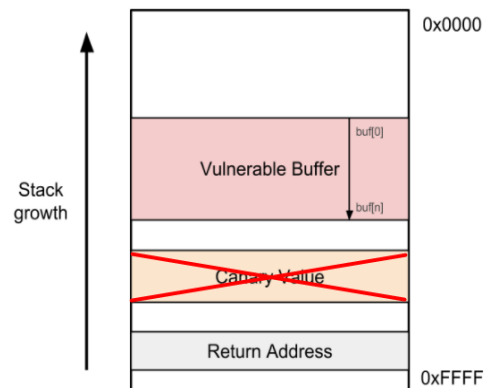 0x0000
buf[0]
Vulnerable Buffer
Stack
growth
buf[n]
Canary Value
Return Address
0xFFFF